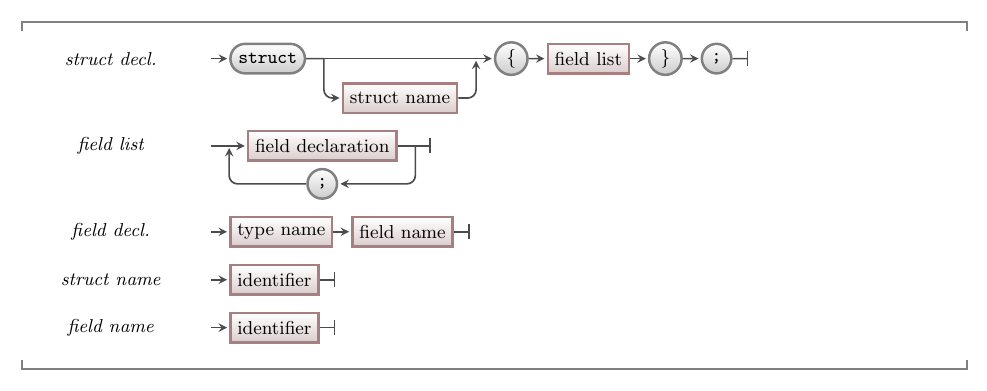 struct decl. struct { field list } ;
struct name
field list field declaration
;
field decl. type name field name
struct name identifier
field name identifier